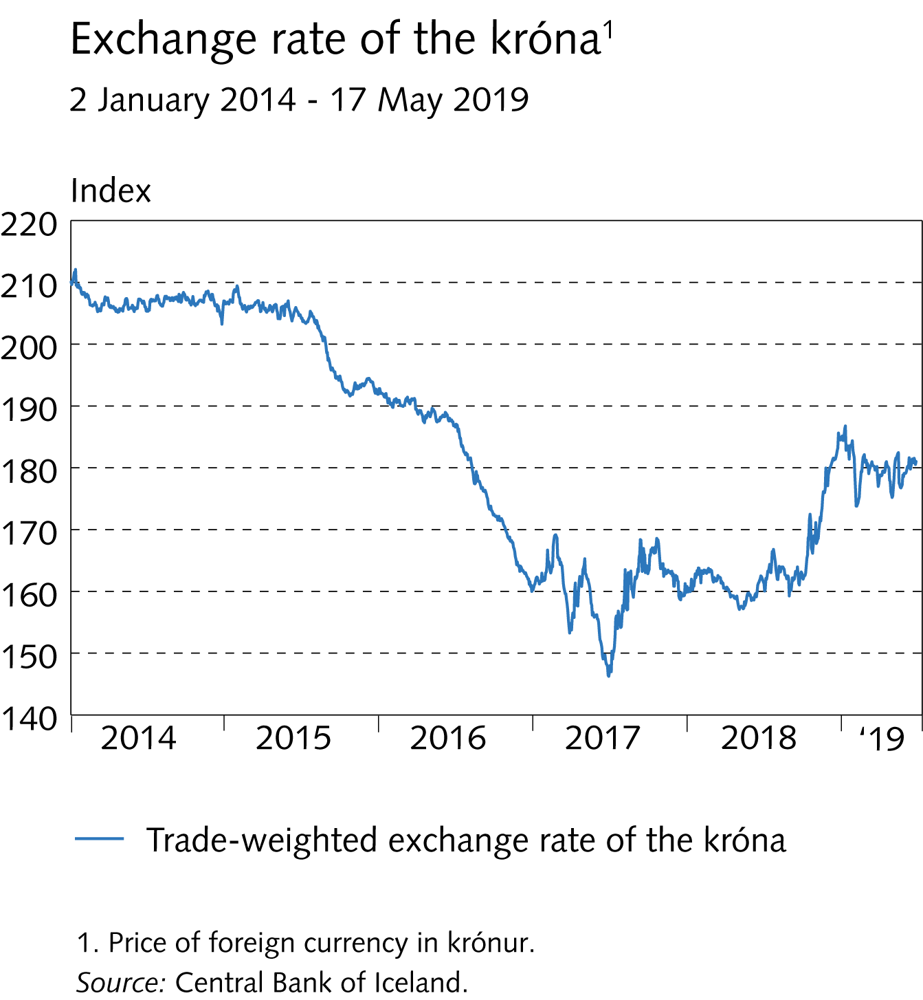 Exchange rate of the króna¹
2 January 2014 - 17 May 2019
Index
220
210
200
190
180
170
160
150
140
2014 2015 2016 2017 2018 ‘19
Trade-weighted exchange rate of the króna
1. Price of foreign currency in krónur.
Source: Central Bank of Iceland.